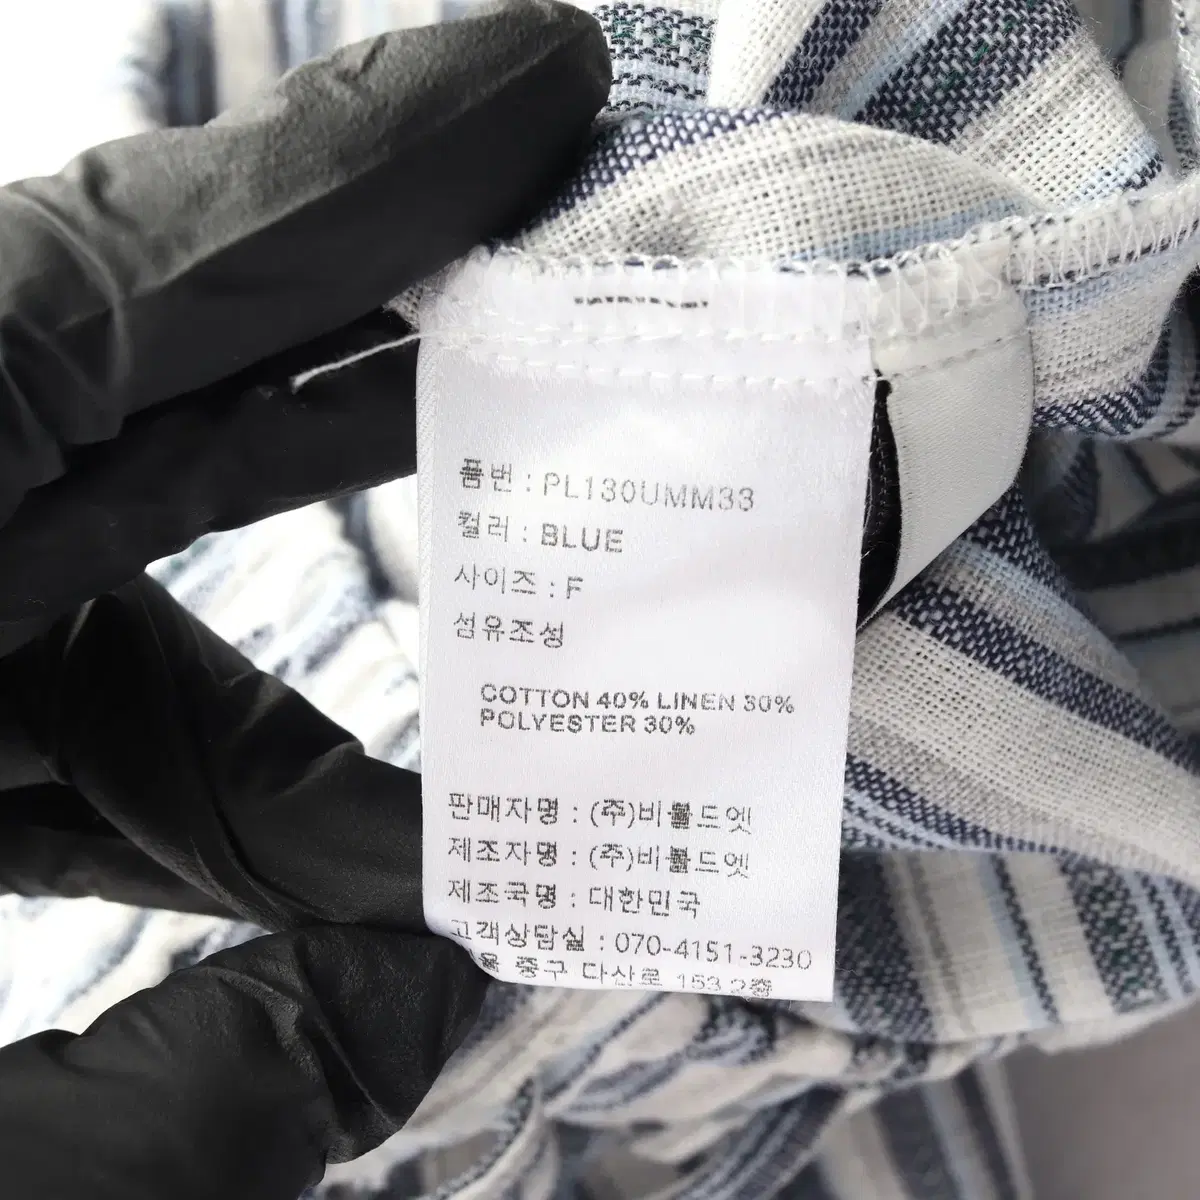 품번 : PL130UMM33
컬러 : BLUE
사이즈 : F
섬유조성
COTTON 40% LINEN 30%
POLYESTER 30%
판매자명 : (주)비볼드엣
제조자명 : (주)비볼드엣
제조국명 : 대한민국
고객상담실 : 070-4151-3230
중구 다산로 153 2층